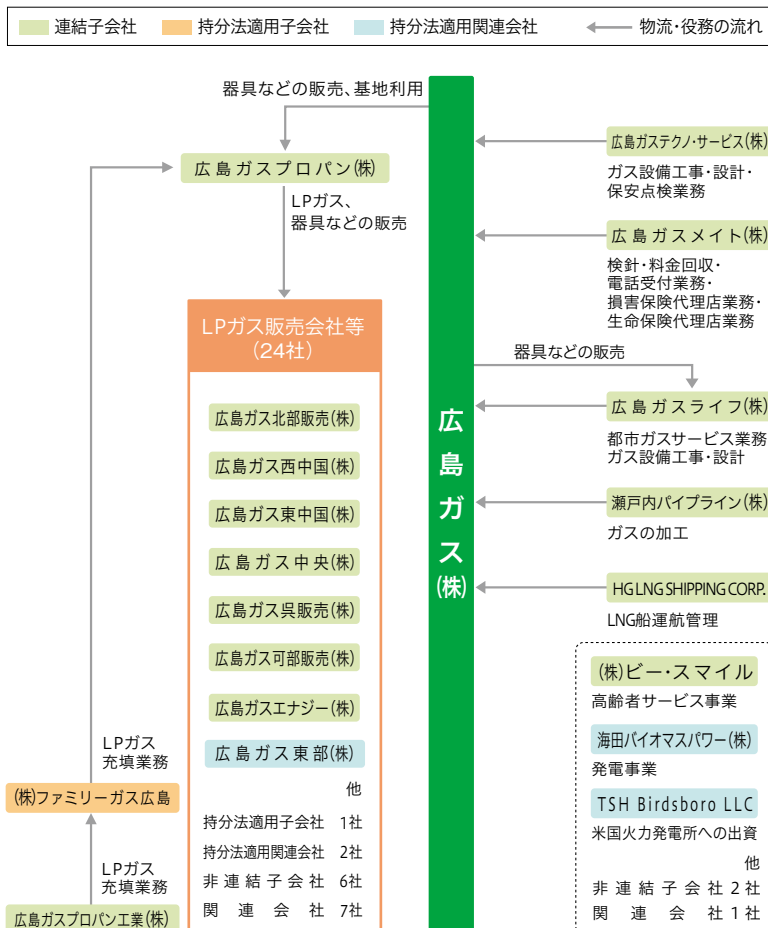 連結子会社
持分法適用子会社
持分法適用関連会社
物流・役務の流れ
器具などの販売、基地利用
広島ガスプロパン(株)
LPガス、
器具などの販売
LPガス販売会社等
(24社)
広島ガス北部販売(株)
広島ガス西中国(株)
広島ガス東中国(株)
広島ガス中央(株)
広島ガス呉販売(株)
広島ガス可部販売(株)
広島ガスエナジー(株)
広島ガス東部(株)
他
持分法適用子会社 1社
持分法適用関連会社 2社
非連結子会社 6社
関連会社 7社
LPガス
充填業務
(株)ファミリーガス広島
LPガス
充填業務
広島ガスプロパン工業(株)
広島ガス(株)
広島ガステクノ・サービス(株)
ガス設備工事・設計・
保安点検業務
広島ガスメイト(株)
検針・料金回収・
電話受付業務・
損害保険代理店業務・
生命保険代理店業務
器具などの販売
広島ガスライフ(株)
都市ガスサービス業務
ガス設備工事・設計
瀬戸内パイプライン(株)
ガスの加工
HG LNG SHIPPING CORP.
LNG船運航管理
(株)ビー・スマイル
高齢者サービス事業
海田バイオマスパワー(株)
発電事業
TSH Birdsboro LLC
米国火力発電所への出資
他
非連結子会社 2社
関連会社 1社